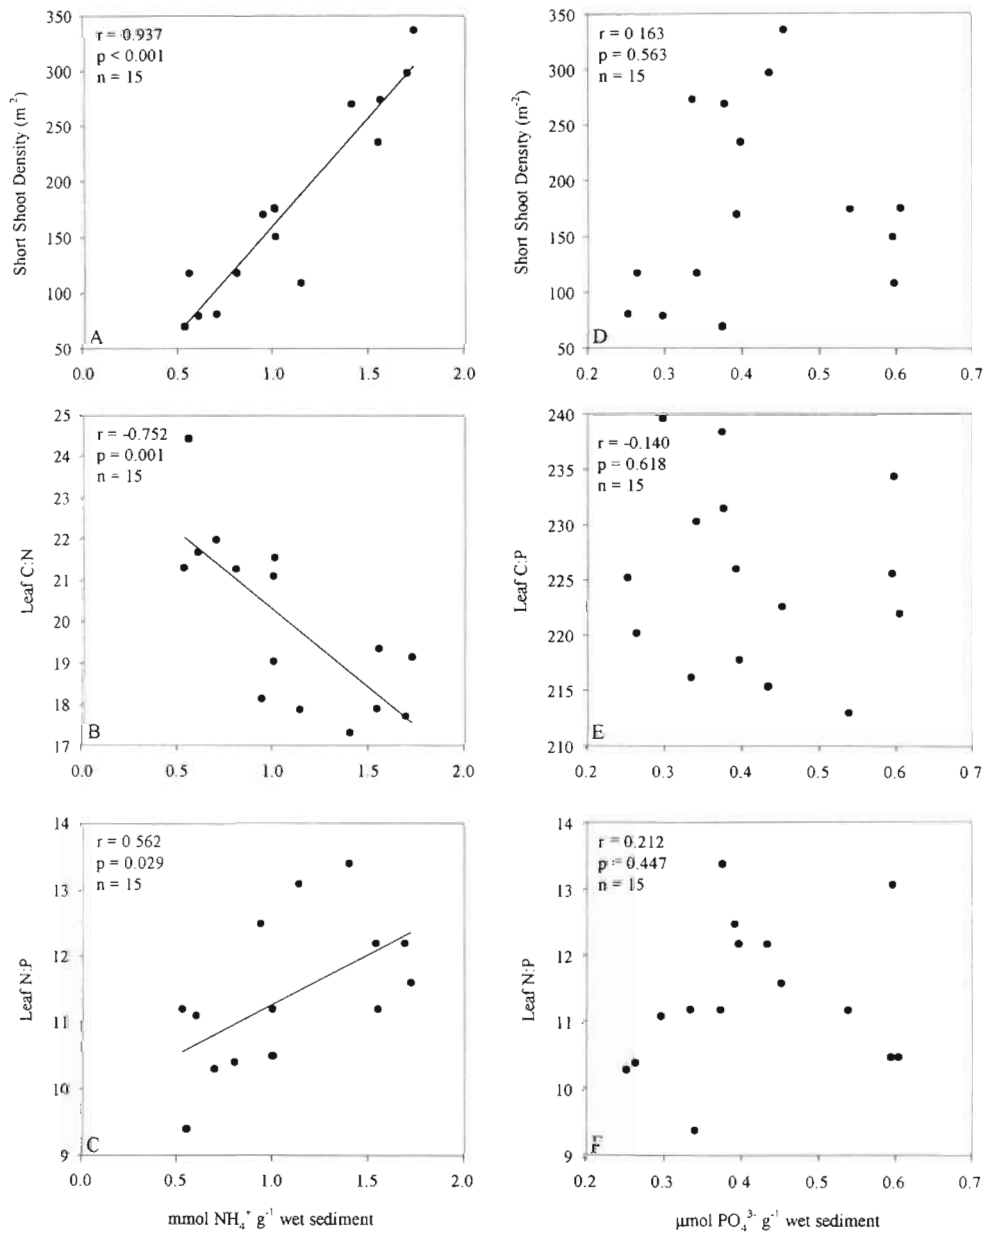 350
300
250
200
150
100
50
Short Shoot Density (m⁻²)
r = 0.937
p < 0.001
n = 15
A
0.0 0.5 1.0 1.5 2.0
350
300
250
200
150
100
50
Short Shoot Density (m⁻²)
r = 0 163
p = 0.563
n = 15
D
0.2 0.3 0.4 0.5 0.6 0.7
25
24
23
22
21
20
19
18
17
Leaf C:N
r = -0.752
p = 0.001
n = 15
B
0.0 0.5 1.0 1.5 2.0
240
235
230
225
220
215
210
Leaf C:P
r = -0.140
p = 0.618
n = 15
E
0.2 0.3 0.4 0.5 0.6 0 7
14
13
12
11
10
9
Leaf N:P
r = 0 562
p = 0.029
n = 15
C
0.0 0.5 1.0 1.5 2.0
mmol NH₄⁺ g⁻¹ wet sediment
14
13
12
11
10
9
Leaf N:P
r = 0.212
p = 0.447
n = 15
F
0.2 0.3 0 4 0.5 0.6 0.7
μmol PO₄³⁻ g⁻¹ wet sediment